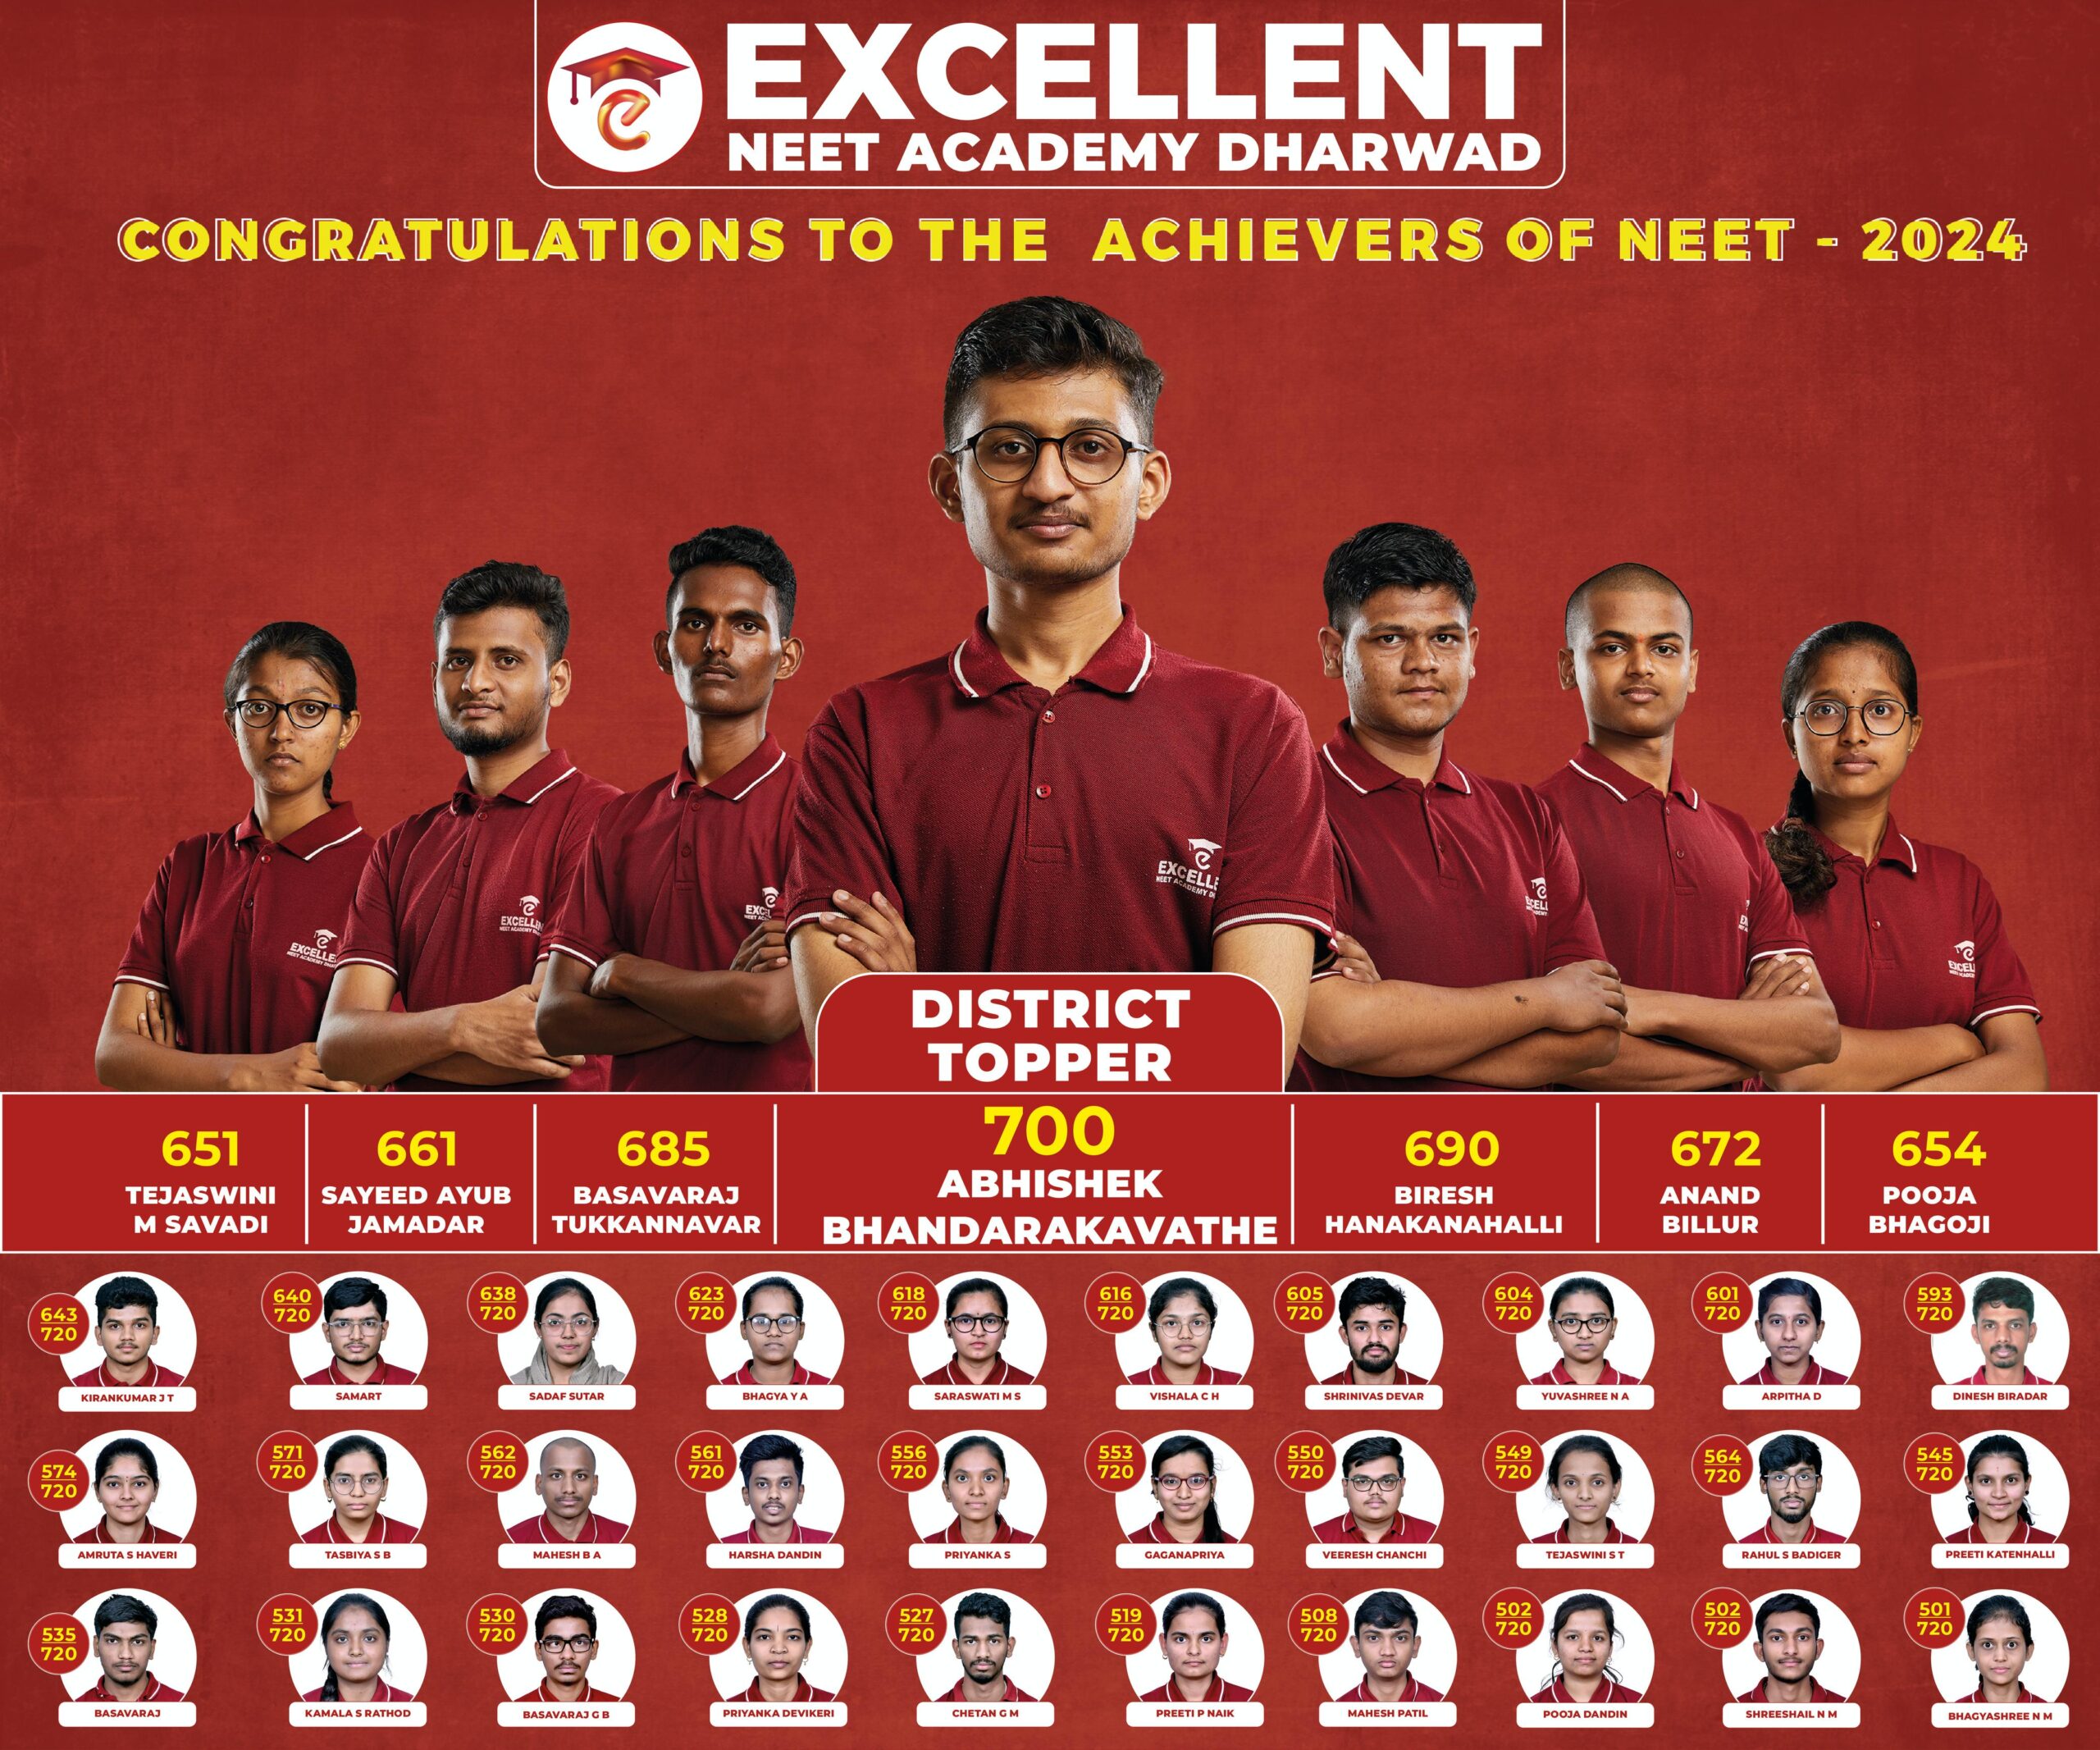 EXCELLENT
NEET ACADEMY DHARWAD
CONGRATULATIONS TO THE ACHIEVERS OF NEET - 2024
DISTRICT
TOPPER
651
TEJASWINI
M SAVADI
661
SAYEED AYUB
JAMADAR
685
BASAVARAJ
TUKKANNAVAR
700
ABHISHEK
BHANDARAKAVATHE
690
BIRESH
HANAKANAHALLI
672
ANAND
BILLUR
654
POOJA
BHAGOJI
643
720
KIRANKUMAR J T
640
720
SAMART
638
720
SADAF SUTAR
623
720
BHAGYA Y A
618
720
SARASWATI M S
616
720
VISHALA C H
605
720
SHRINIVAS DEVAR
604
720
YUVASHREE N A
601
720
ARPITHA D
593
720
DINESH BIRADAR
574
720
AMRUTA S HAVERI
571
720
TASBIYA S B
562
720
MAHESH B A
561
720
HARSHA DANDIN
556
720
PRIYANKA S
553
720
GAGANAPRIYA
550
720
VEERESH CHANCHI
549
720
TEJASWINI S T
564
720
RAHUL S BADIGER
545
720
PREETI KATENHALLI
535
720
BASAVARAJ
531
720
KAMALA S RATHOD
530
720
BASAVARAJ G B
528
720
PRIYANKA DEVIKERI
527
720
CHETAN G M
519
720
PREETI P NAIK
508
720
MAHESH PATIL
502
720
POOJA DANDIN
502
720
SHREESHAIL N M
501
720
BHAGYASHREE N M